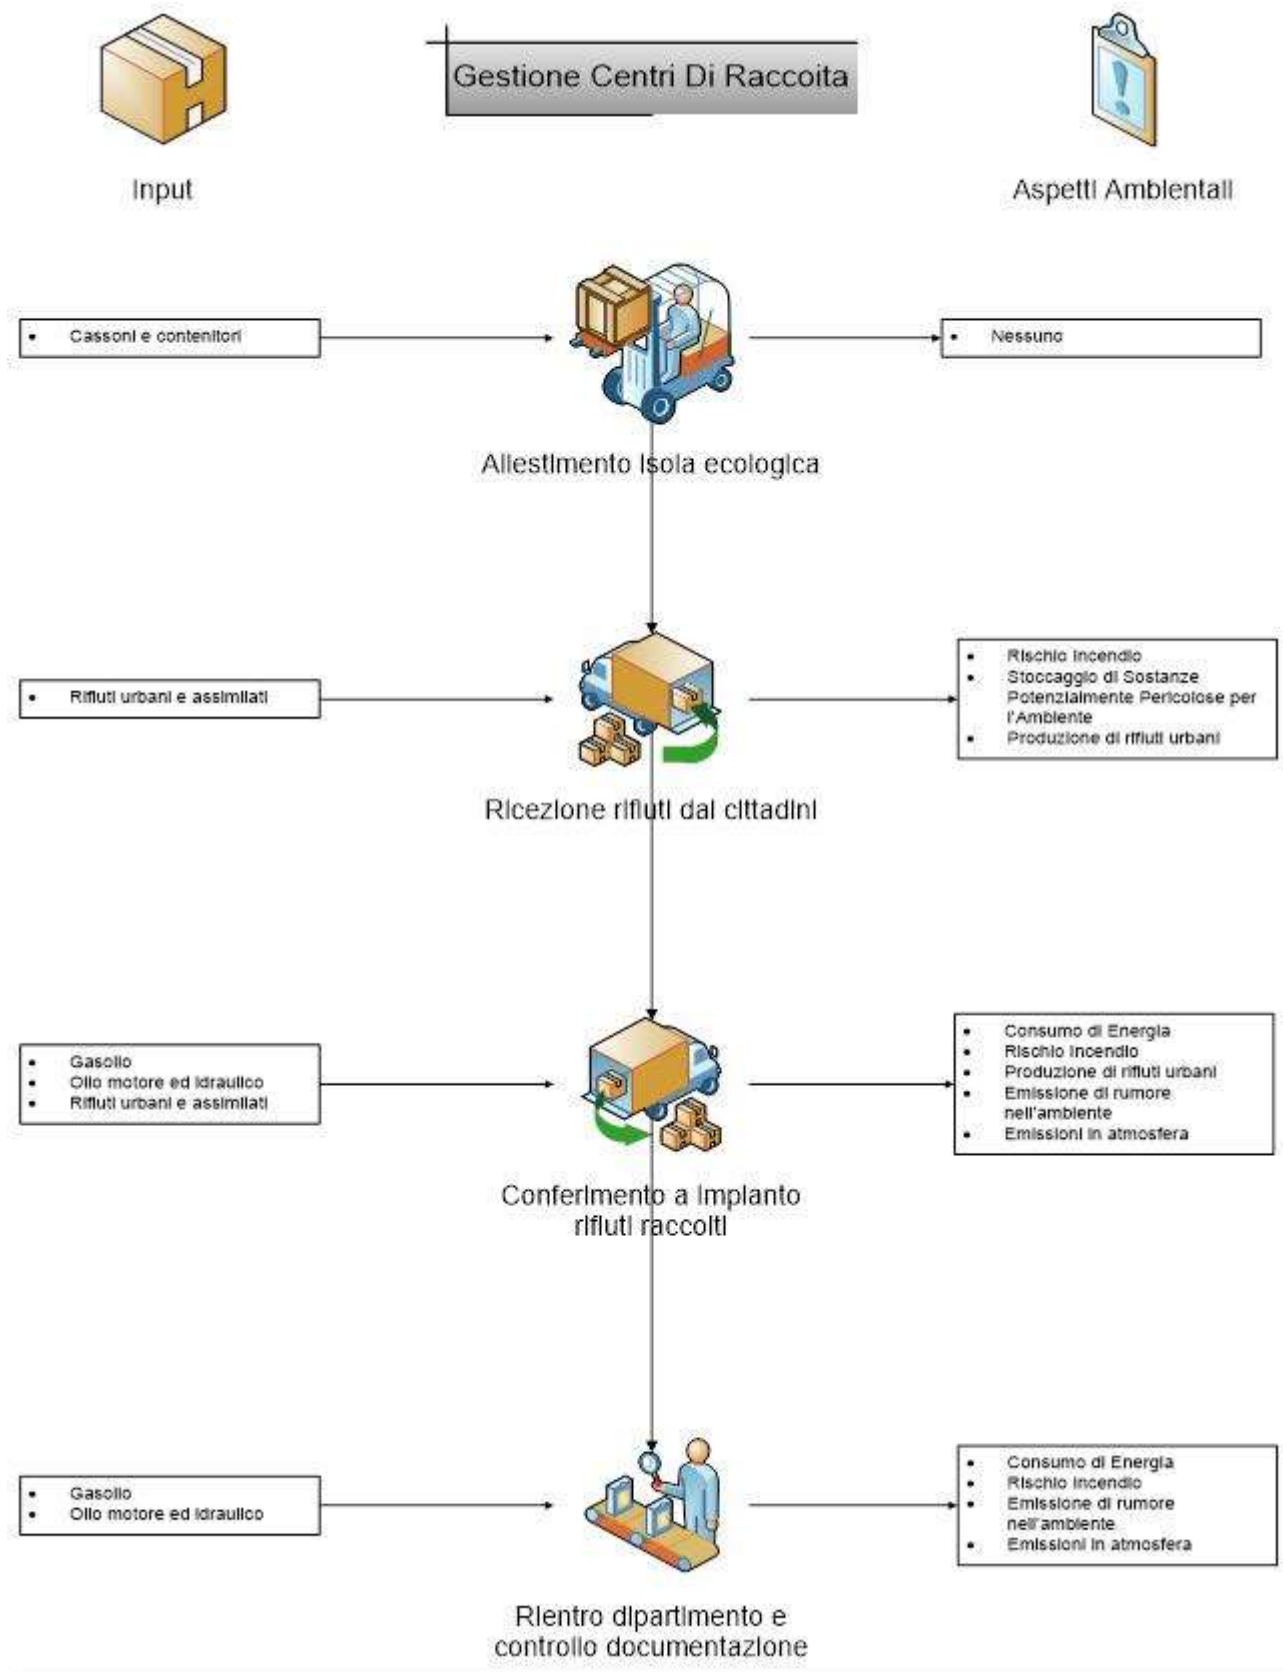 Gestione Centri Di Raccolta
Input
Aspetti Ambientali
• Cassoni e contenitori
• Nessuno
Allestimento isola ecologica
• Rifiuti urbani e assimilati
• Rischio Incendio
• Stoccaggio di Sostanze
Potenzialmente Pericolose per
l'Ambiente
• Produzione di rifiuti urbani
Ricezione rifiuti dai cittadini
• Gasolio
• Olio motore ed idraulico
• Rifiuti urbani e assimilati
• Consumo di Energia
• Rischio Incendio
• Produzione di rifiuti urbani
• Emissione di rumore
nell'ambiente
• Emissioni in atmosfera
Conferimento a impianto
rifiuti raccolti
• Gasolio
• Olio motore ed idraulico
• Consumo di Energia
• Rischio Incendio
• Emissione di rumore
nell'ambiente
• Emissioni in atmosfera
Rientro dipartimento e
controllo documentazione